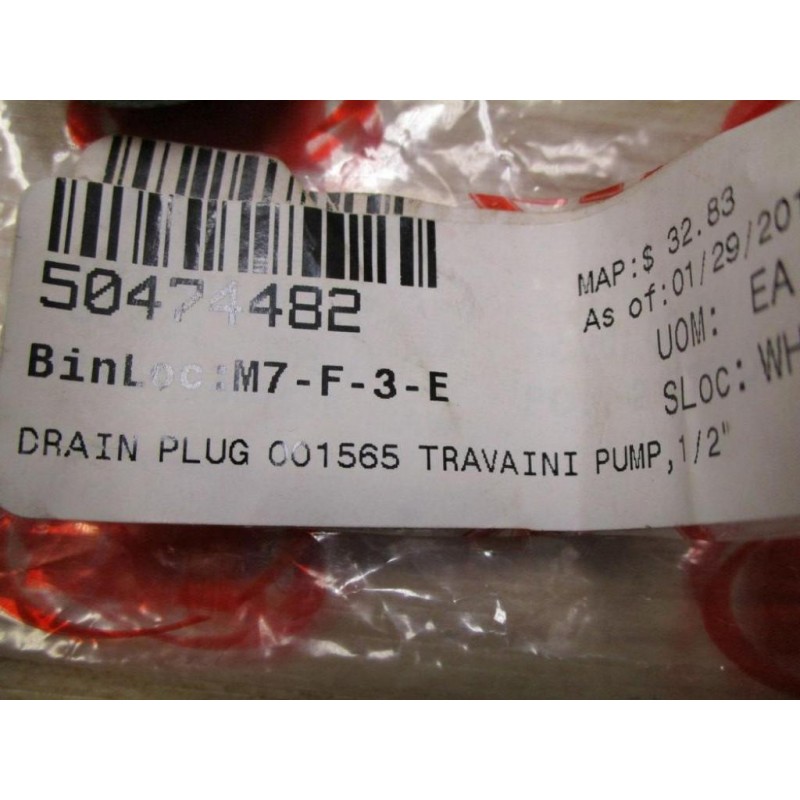 50474482
BinLoc:M7-F-3-E
DRAIN PLUG 001565 TRAVAINI PUMP,1/2"
MAP:$ 32.83
As of:01/29/201
UOM: EA
SLOC: WH